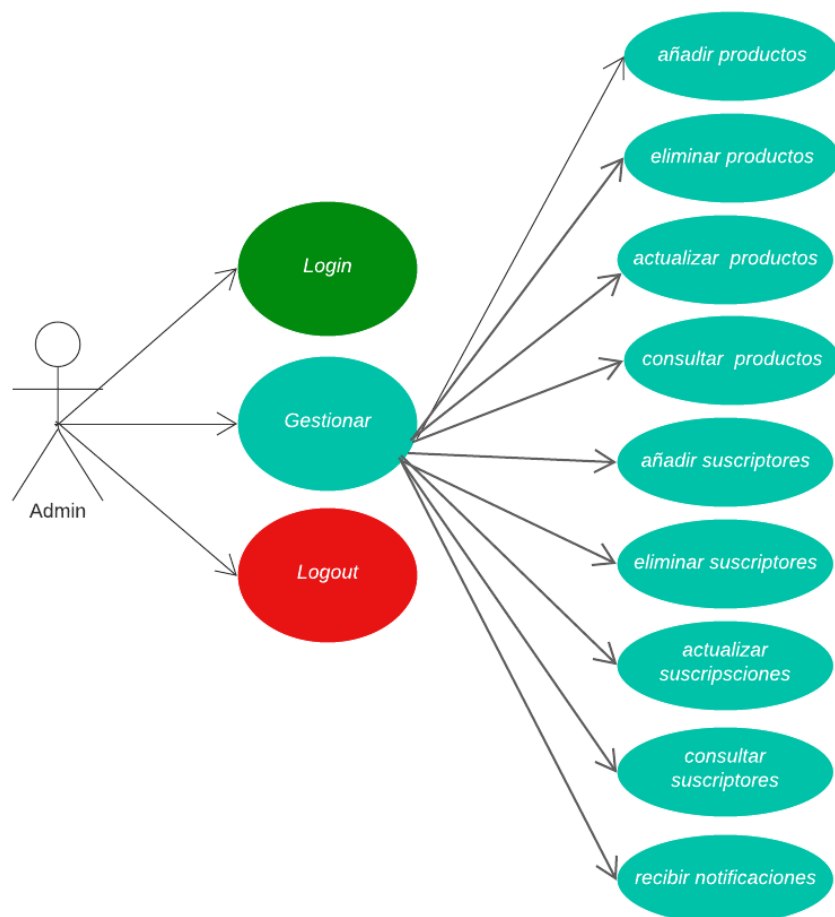 añadir productos
eliminar productos
Login
actualizar productos
consultar productos
Gestionar
añadir suscriptores
Admin
eliminar suscriptores
Logout
actualizar
suscripsciones
consultar
suscriptores
recibir notificaciones